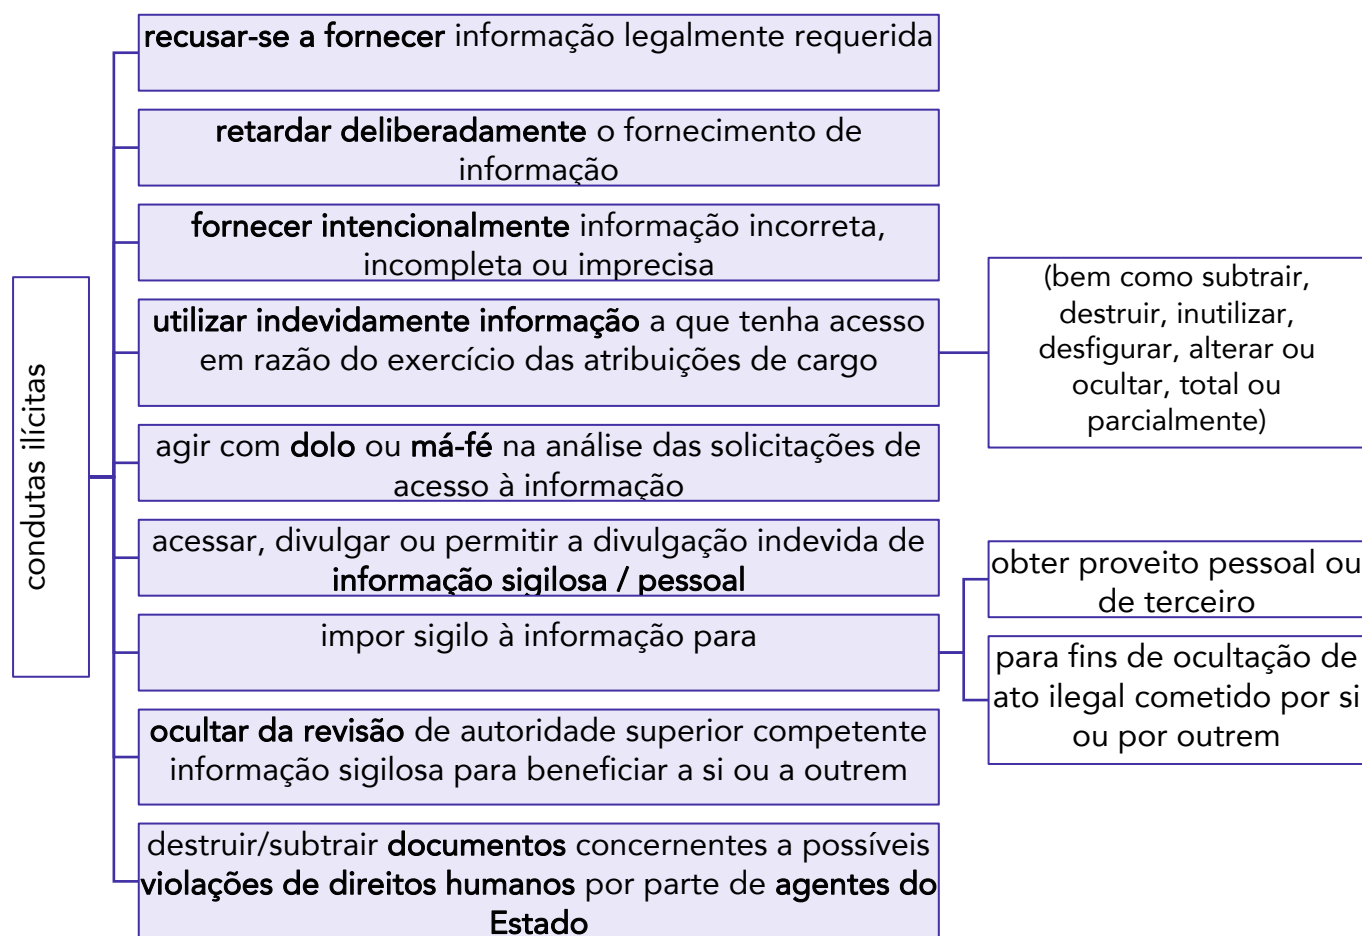 condutas ilícitas
recusar-se a fornecer informação legalmente requerida
retardar deliberadamente o fornecimento de
informação
fornecer intencionalmente informação incorreta,
incompleta ou imprecisa
utilizar indevidamente informação a que tenha acesso
em razão do exercício das atribuições de cargo
(bem como subtrair,
destruir, inutilizar,
desfigurar, alterar ou
ocultar, total ou
parcialmente)
agir com dolo ou má-fé na análise das solicitações de
acesso à informação
acessar, divulgar ou permitir a divulgação indevida de
informação sigilosa / pessoal
impor sigilo à informação para
obter proveito pessoal ou
de terceiro
para fins de ocultação de
ato ilegal cometido por si
ou por outrem
ocultar da revisão de autoridade superior competente
informação sigilosa para beneficiar a si ou a outrem
destruir/subtrair documentos concernentes a possíveis
violações de direitos humanos por parte de agentes do
Estado